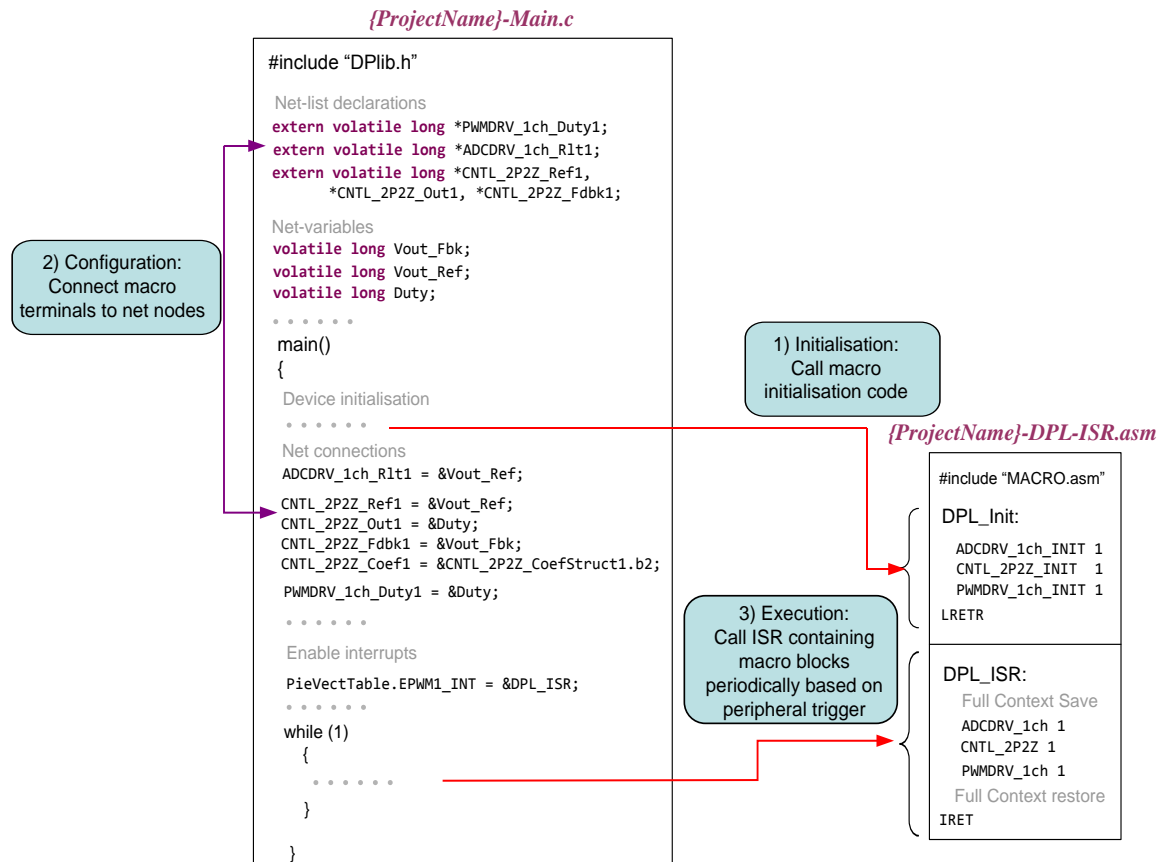 {ProjectName}-Main.c
#include “DPlib.h”
Net-list declarations
extern volatile long *PWMDRV_1ch_Duty1;
extern volatile long *ADCDRV_1ch_Rlt1;
extern volatile long *CNTL_2P2Z_Ref1,
*CNTL_2P2Z_Out1, *CNTL_2P2Z_Fdbk1;
Net-variables
volatile long Vout_Fbk;
volatile long Vout_Ref;
volatile long Duty;
. . . . . .
main()
{
Device initialisation
. . . . . .
Net connections
ADCDRV_1ch_Rlt1 = &Vout_Ref;
CNTL_2P2Z_Ref1 = &Vout_Ref;
CNTL_2P2Z_Out1 = &Duty;
CNTL_2P2Z_Fdbk1 = &Vout_Fbk;
CNTL_2P2Z_Coef1 = &CNTL_2P2Z_CoefStruct1.b2;
PWMDRV_1ch_Duty1 = &Duty;
. . . . . .
Enable interrupts
PieVectTable.EPWM1_INT = &DPL_ISR;
. . . . . .
while (1)
{
. . . . . .
}
}
2) Configuration:
Connect macro
terminals to net nodes
1) Initialisation:
Call macro
initialisation code
3) Execution:
Call ISR containing
macro blocks
periodically based on
peripheral trigger
{ProjectName}-DPL-ISR.asm
#include “MACRO.asm”
DPL_Init:
ADCDRV_1ch_INIT 1
CNTL_2P2Z_INIT 1
PWMDRV_1ch_INIT 1
LRETR
DPL_ISR:
Full Context Save
ADCDRV_1ch 1
CNTL_2P2Z 1
PWMDRV_1ch 1
Full Context restore
IRET